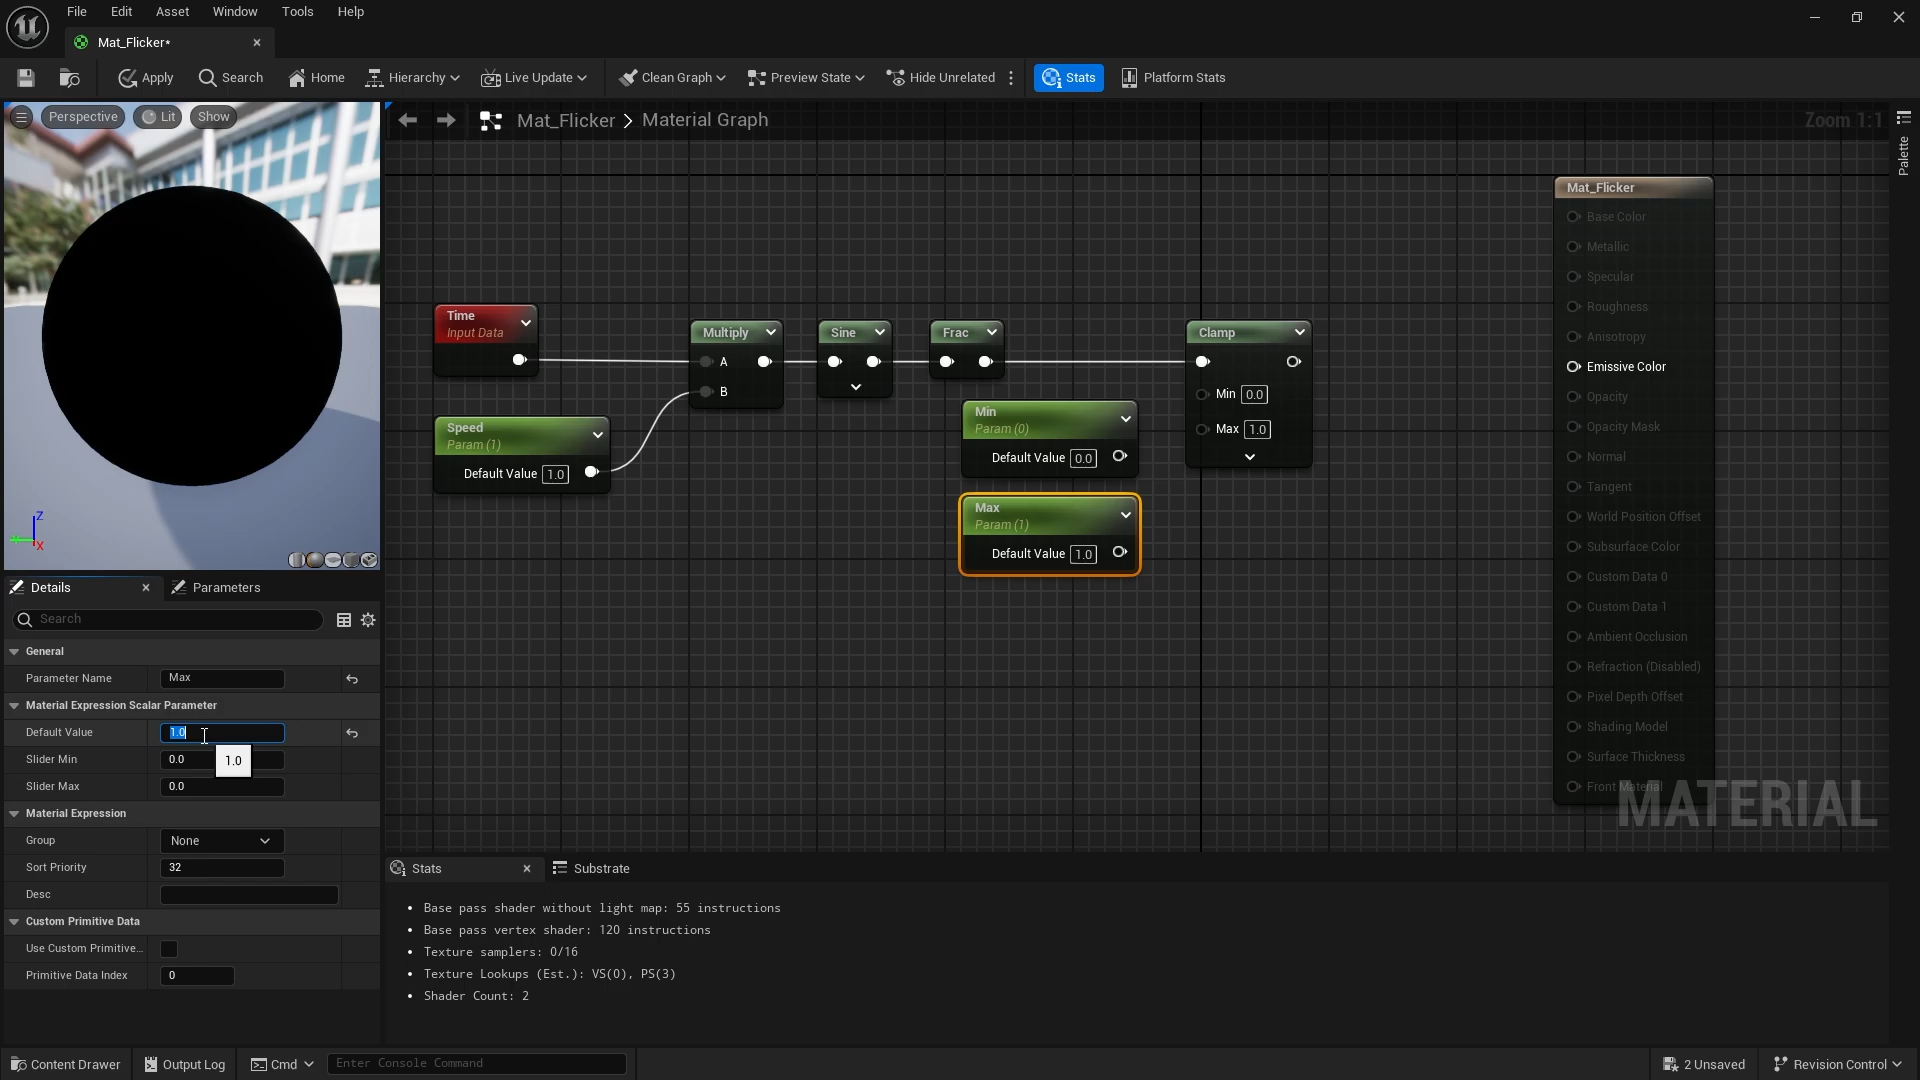 File Edit Asset Window Tools Help
Mat_Flicker*
Apply Search Home Hierarchy Live Update Clean Graph Preview State Hide Unrelated Stats Platform Stats
Perspective Lit Show
Mat_Flicker > Material Graph
Zoom 1:1
Palette
Time
Input Data
Speed
Param (1)
Default Value 1.0
Multiply
A
B
Sine
Frac
Min
Param (0)
Default Value 0.0
Max
Param (1)
Default Value 1.0
Clamp
Min 0.0
Max 1.0
Mat_Flicker
Base Color
Metallic
Specular
Roughness
Anisotropy
Emissive Color
Opacity
Opacity Mask
Normal
Tangent
World Position Offset
Subsurface Color
Custom Data 0
Custom Data 1
Ambient Occlusion
Refraction (Disabled)
Pixel Depth Offset
Shading Model
Surface Thickness
Front Material
MATERIAL
Z
X
Details Parameters
Search
General
Parameter Name Max
Material Expression Scalar Parameter
Default Value 1.0
Slider Min 0.0
1.0
Slider Max 0.0
Material Expression
Group None
Sort Priority 32
Desc
Custom Primitive Data
Use Custom Primitive...
Primitive Data Index 0
Stats Substrate
• Base pass shader without light map: 55 instructions
• Base pass vertex shader: 120 instructions
• Texture samplers: 0/16
• Texture Lookups (Est.): VS(0), PS(3)
• Shader Count: 2
Content Drawer Output Log Cmd Enter Console Command 2 Unsaved Revision Control